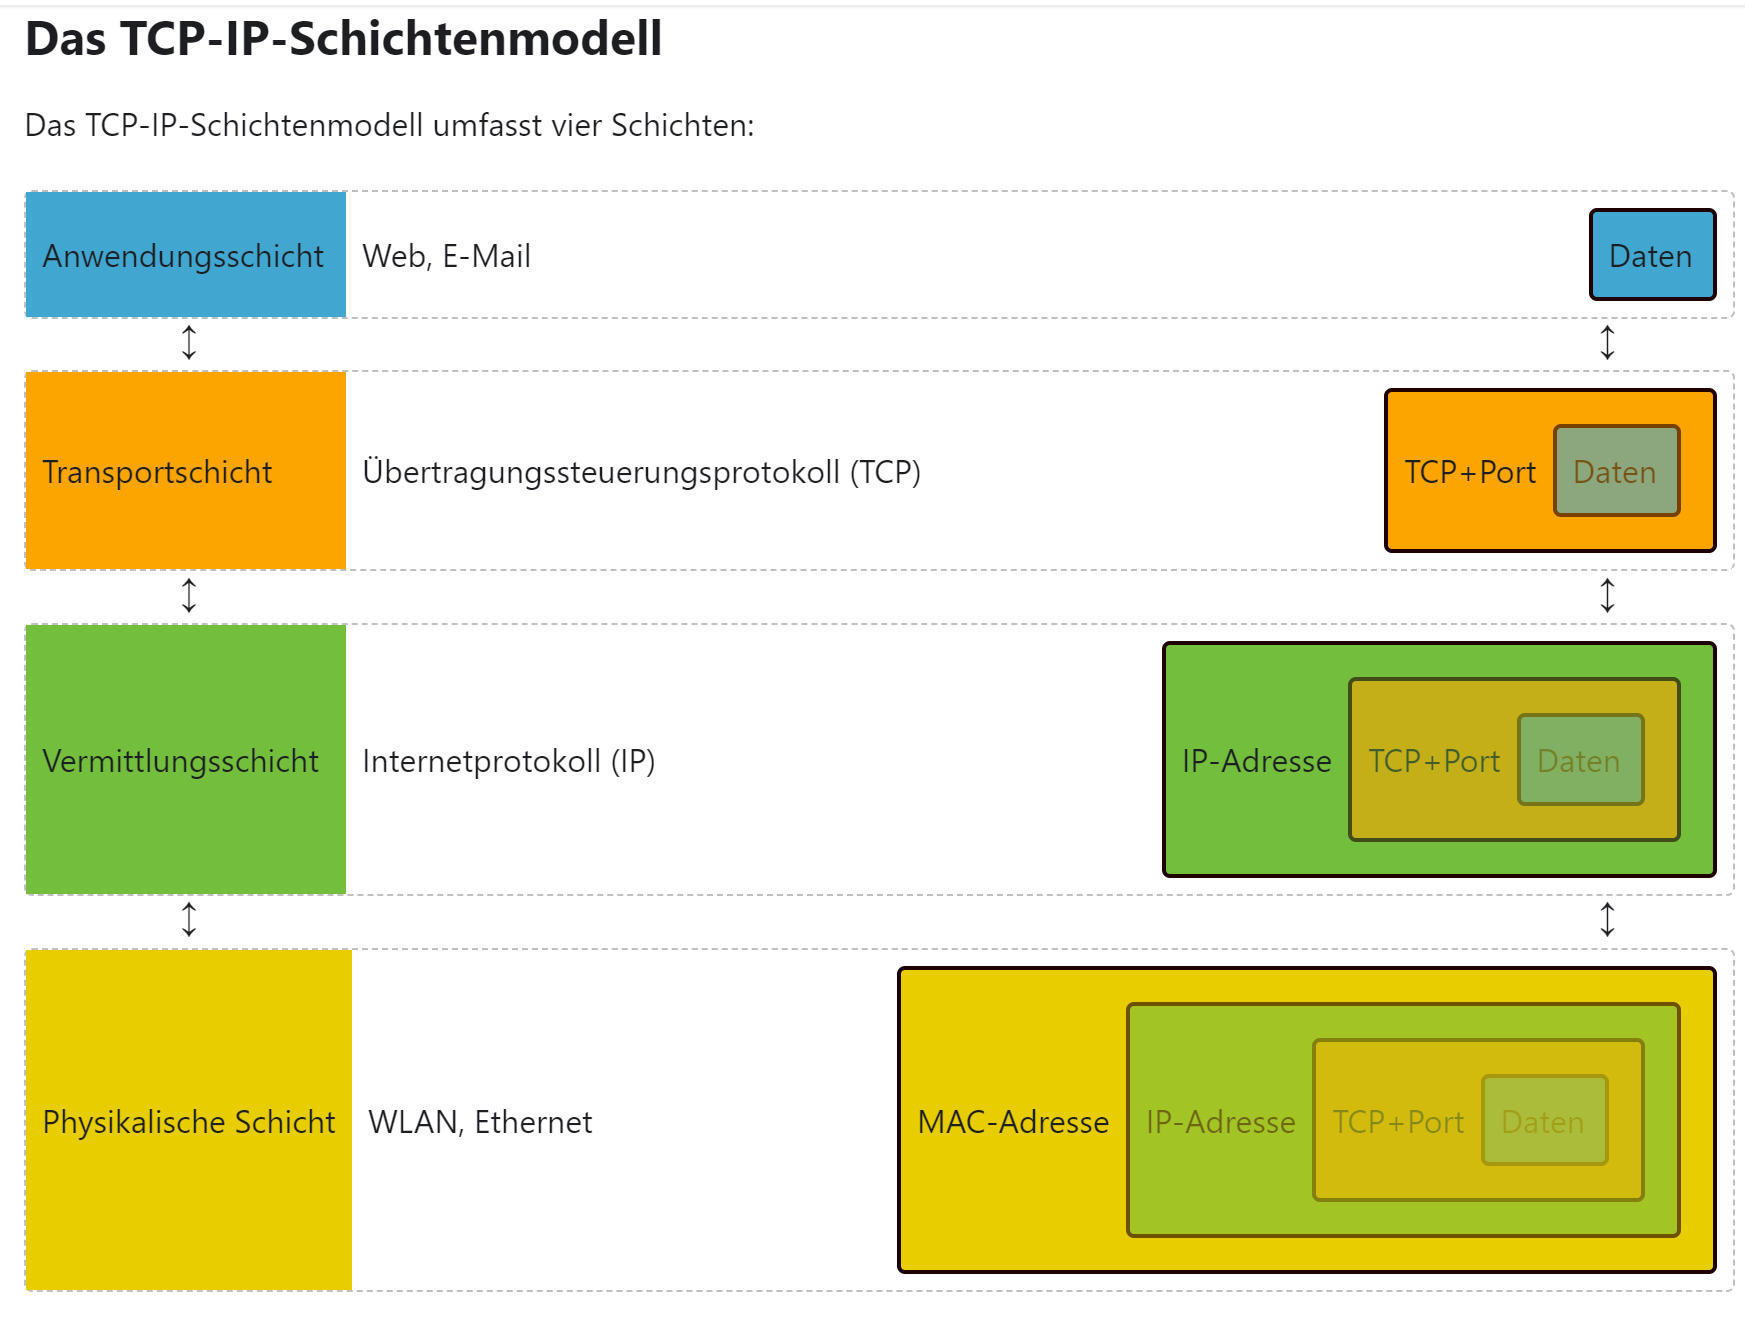 Das TCP-IP-Schichtenmodell
Das TCP-IP-Schichtenmodell umfasst vier Schichten:
Anwendungsschicht Web, E-Mail Daten
↕ ↕
Transportschicht Übertragungssteuerungsprotokoll (TCP) TCP+Port Daten
↕ ↕
Vermittlungsschicht Internetprotokoll (IP) IP-Adresse TCP+Port Daten
↕ ↕
Physikalische Schicht WLAN, Ethernet MAC-Adresse IP-Adresse TCP+Port Daten